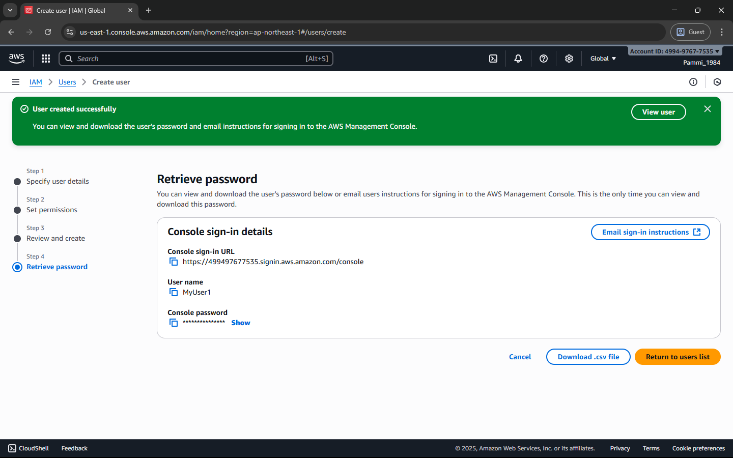 Create user | IAM | Global
us-east-1.console.aws.amazon.com/iam/home?region=ap-northeast-1#/users/create
Guest
aws
Search
[Alt+S]
Global
Account ID: 4994-9767-7535
Pammi_1984
IAM
Users
Create user
User created successfully
You can view and download the user's password and email instructions for signing in to the AWS Management Console.
View user
Step 1
Specify user details
Step 2
Set permissions
Step 3
Review and create
Step 4
Retrieve password
Retrieve password
You can view and download the user's password below or email users instructions for signing in to the AWS Management Console. This is the only time you can view and
download this password.
Console sign-in details
Email sign-in instructions
Console sign-in URL
https://499497677535.signin.aws.amazon.com/console
User name
MyUser1
Console password
*************** Show
Cancel
Download .csv file
Return to users list
CloudShell
Feedback
© 2025, Amazon Web Services, Inc. or its affiliates.
Privacy
Terms
Cookie preferences